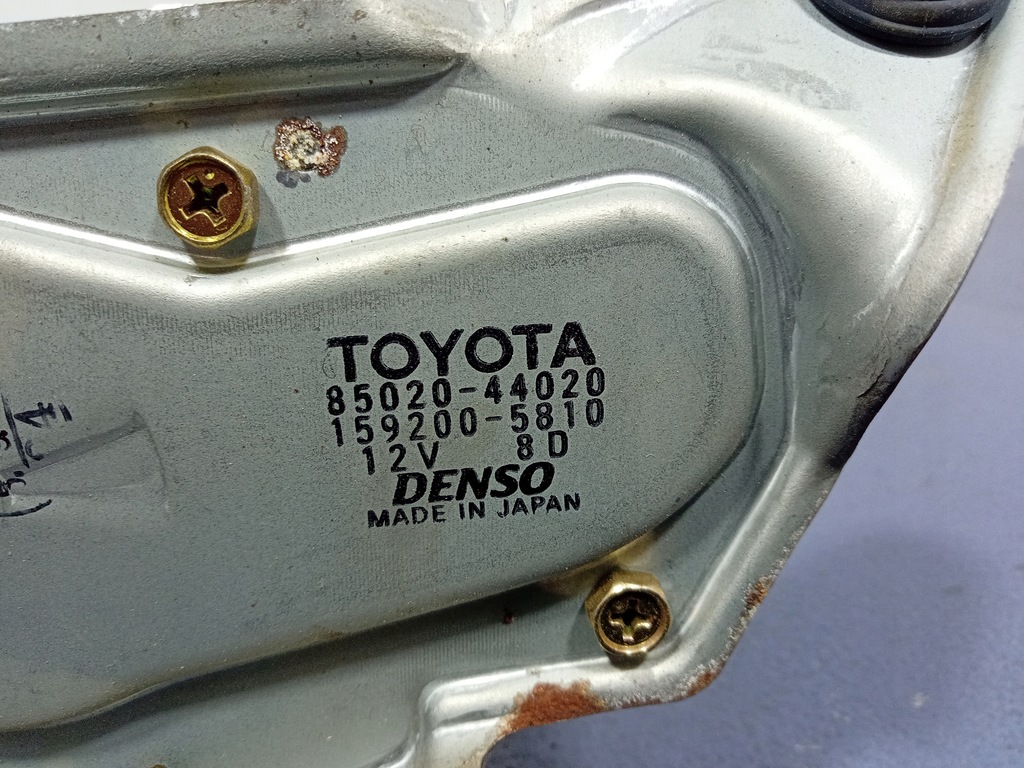 TOYOTA
85020-44020
159200-5810
12V 8D
DENSO
MADE IN JAPAN